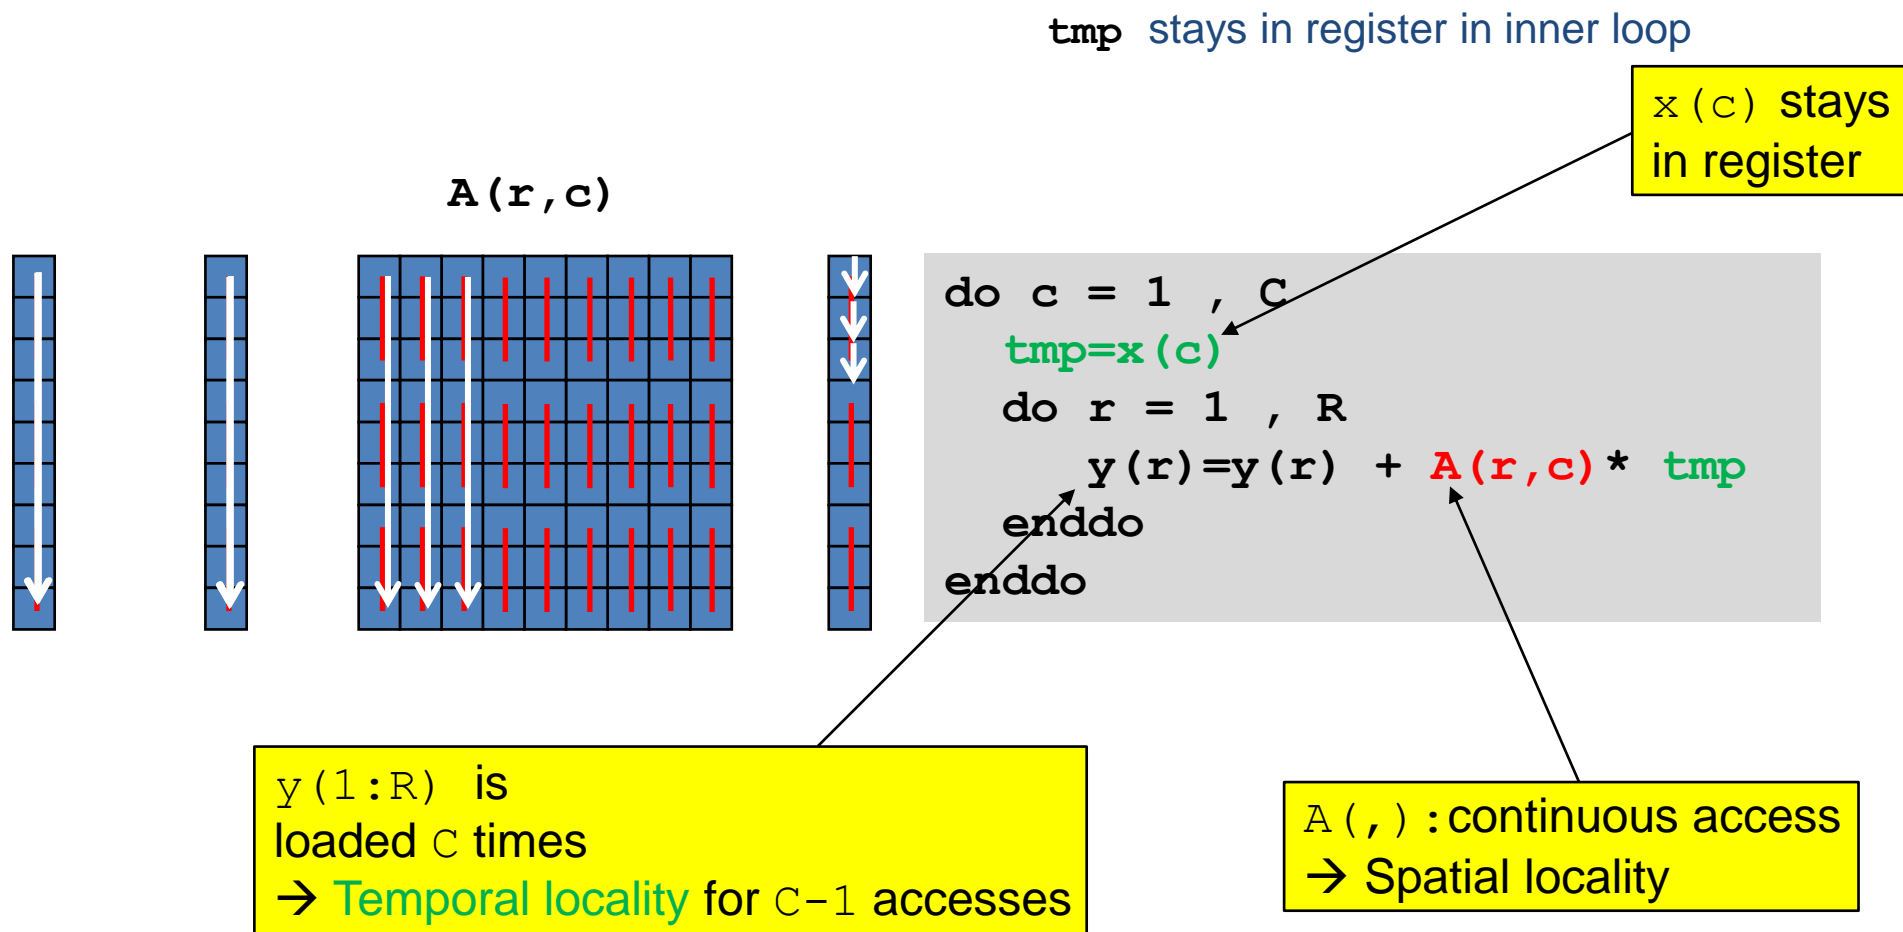 tmp stays in register in inner loop
x(c) stays
in register
A(r,c)
do c = 1 , C
tmp=x(c)
do r = 1 , R
y(r)=y(r) + A(r,c)* tmp
enddo
enddo
y(1:R) is
loaded C times
→ Temporal locality for C-1 accesses
A(,):continuous access
→ Spatial locality